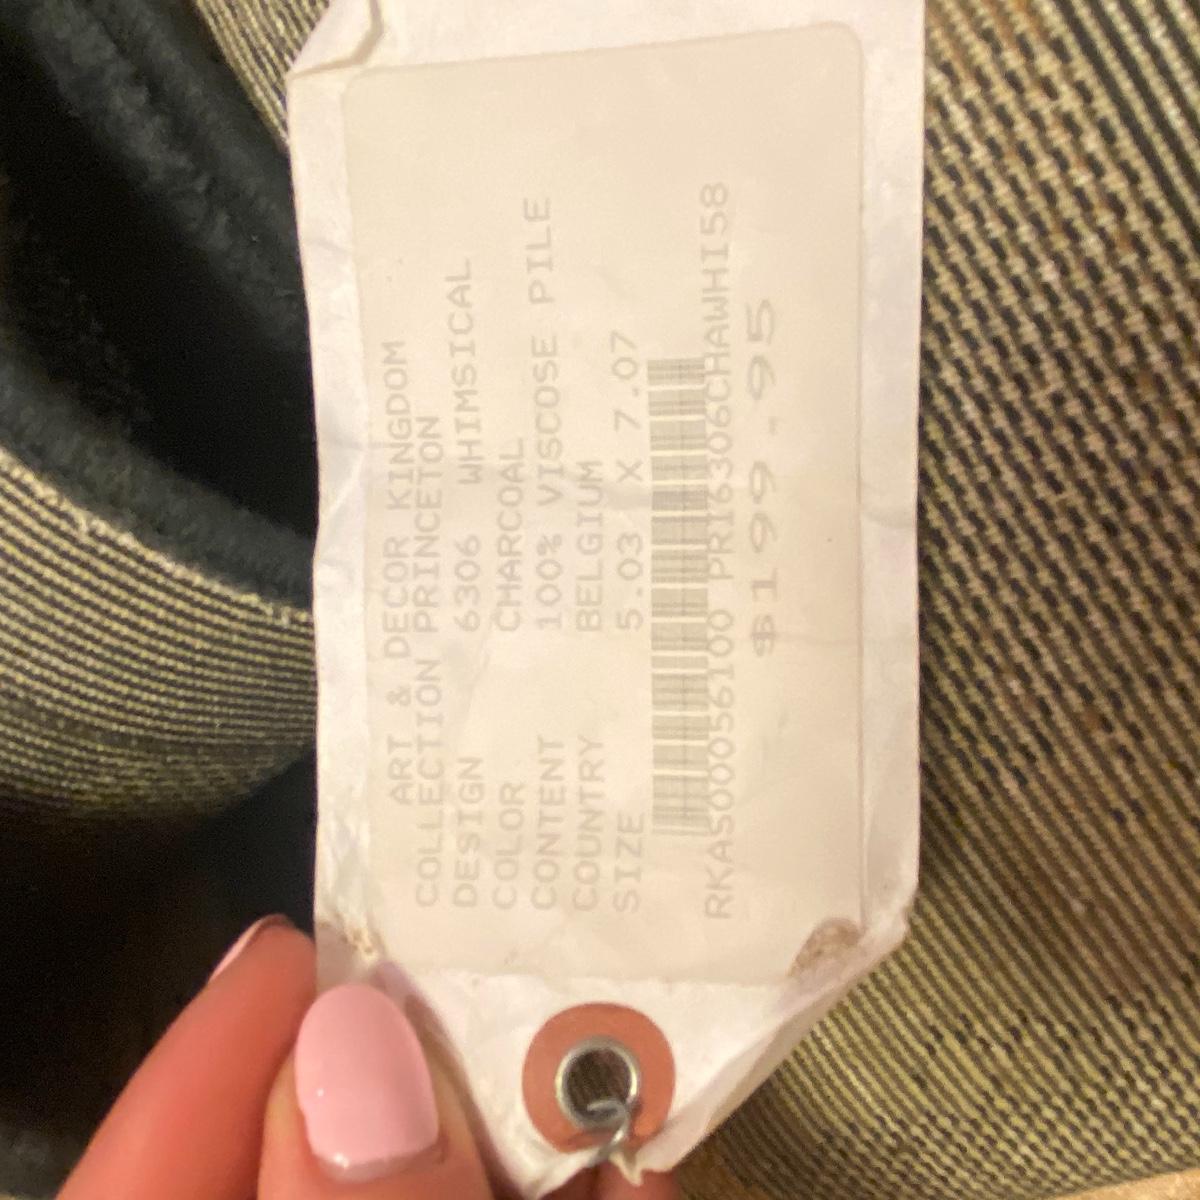 ART & DECOR KINGDOM
COLLECTION PRINCETON
DESIGN 6306 WHIMSICAL
COLOR CHARCOAL
CONTENT 100% VISCOSE PILE
COUNTRY BELGIUM
SIZE 5.03 X 7.07
RKAS00056100 PRI6306CHAWHI58
$199.95